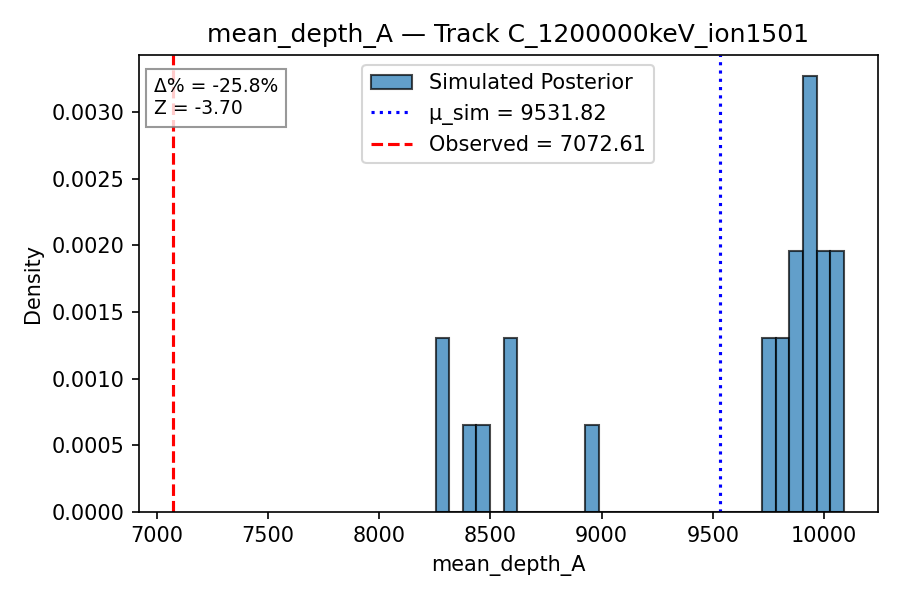 mean_depth_A — Track C_1200000keV_ion1501
Δ% = -25.8%
Z = -3.70
Simulated Posterior
μ_sim = 9531.82
Observed = 7072.61
Density
0.0030
0.0025
0.0020
0.0015
0.0010
0.0005
0.0000
7000 7500 8000 8500 9000 9500 10000
mean_depth_A